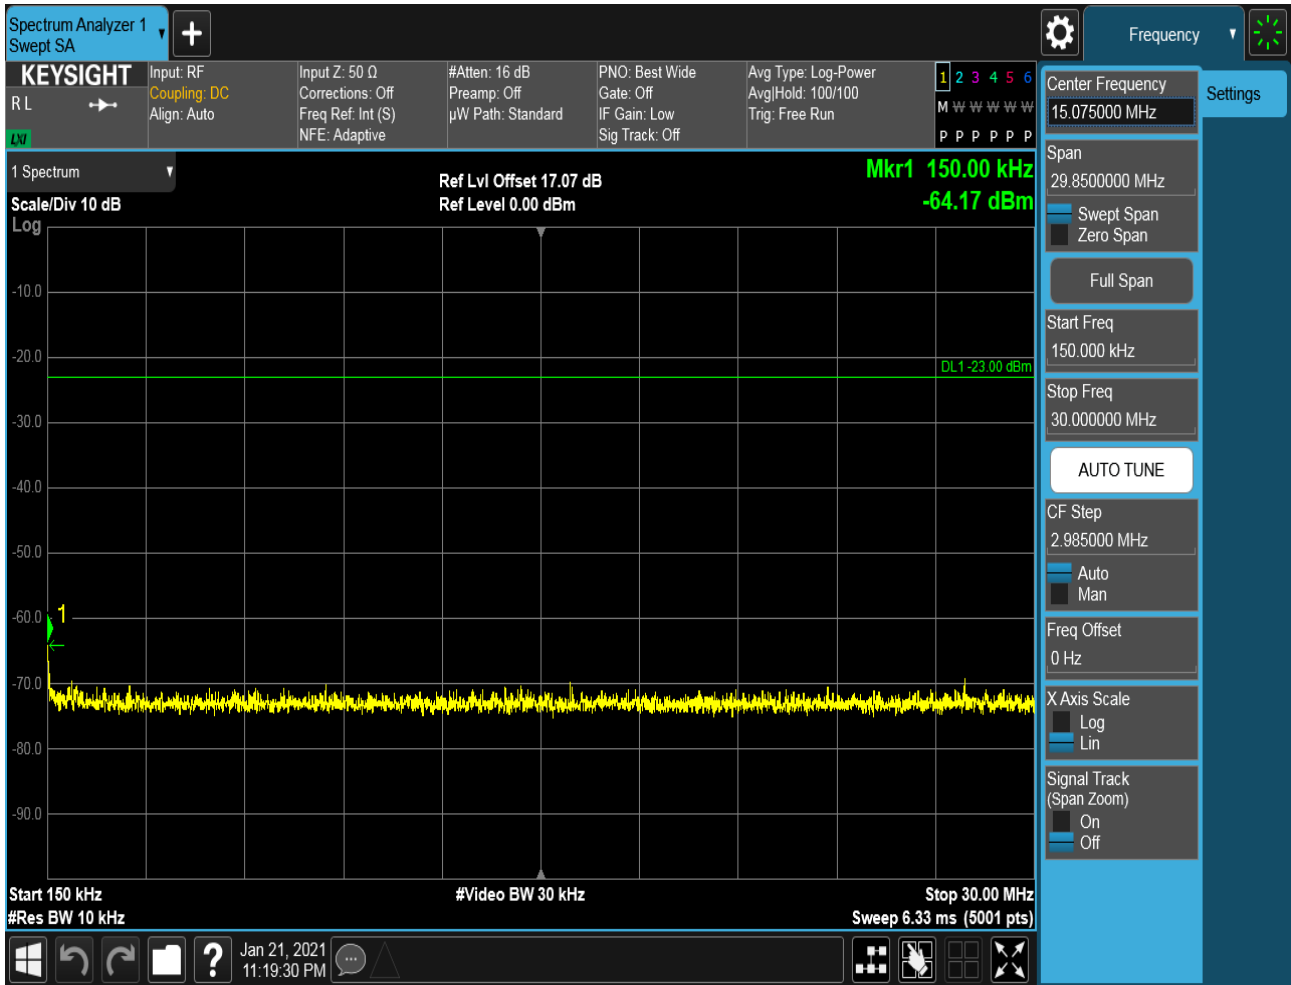 Spectrum Analyzer 1
Swept SA
Frequency
KEYSIGHT
R L
LXI
Input: RF
Coupling: DC
Align: Auto
Input Z: 50 Ω
Corrections: Off
Freq Ref: Int (S)
NFE: Adaptive
#Atten: 16 dB
Preamp: Off
µW Path: Standard
PNO: Best Wide
Gate: Off
IF Gain: Low
Sig Track: Off
Avg Type: Log-Power
Avg|Hold: 100/100
Trig: Free Run
1 2 3 4 5 6
M W W W W W
P P P P P P
1 Spectrum
Scale/Div 10 dB
Log
Ref Lvl Offset 17.07 dB
Ref Level 0.00 dBm
Mkr1 150.00 kHz
-64.17 dBm
-10.0
-20.0
DL1 -23.00 dBm
-30.0
-40.0
-50.0
-60.0
1
-70.0
-80.0
-90.0
Start 150 kHz
#Res BW 10 kHz
#Video BW 30 kHz
Stop 30.00 MHz
Sweep 6.33 ms (5001 pts)
Jan 21, 2021
11:19:30 PM
?
Center Frequency
15.075000 MHz
Settings
Span
29.8500000 MHz
Swept Span
Zero Span
Full Span
Start Freq
150.000 kHz
Stop Freq
30.000000 MHz
AUTO TUNE
CF Step
2.985000 MHz
Auto
Man
Freq Offset
0 Hz
X Axis Scale
Log
Lin
Signal Track
(Span Zoom)
On
Off